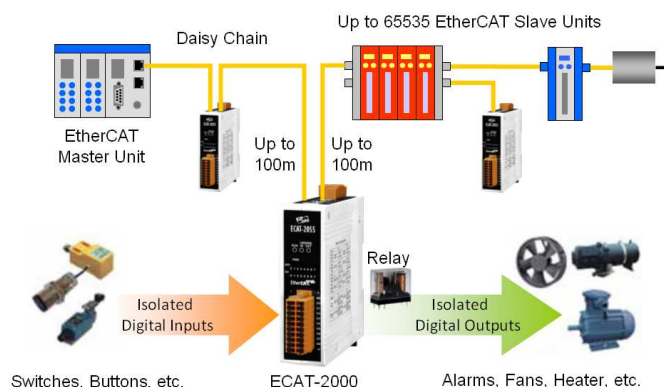 Up to 65535 EtherCAT Slave Units
Daisy Chain
EtherCAT
Master Unit
Up to
100m
Up to
100m
ECAT-2055
EtherCAT
Relay
Isolated
Digital Inputs
Isolated
Digital Outputs
Switches, Buttons, etc.
ECAT-2000
Alarms, Fans, Heater, etc.